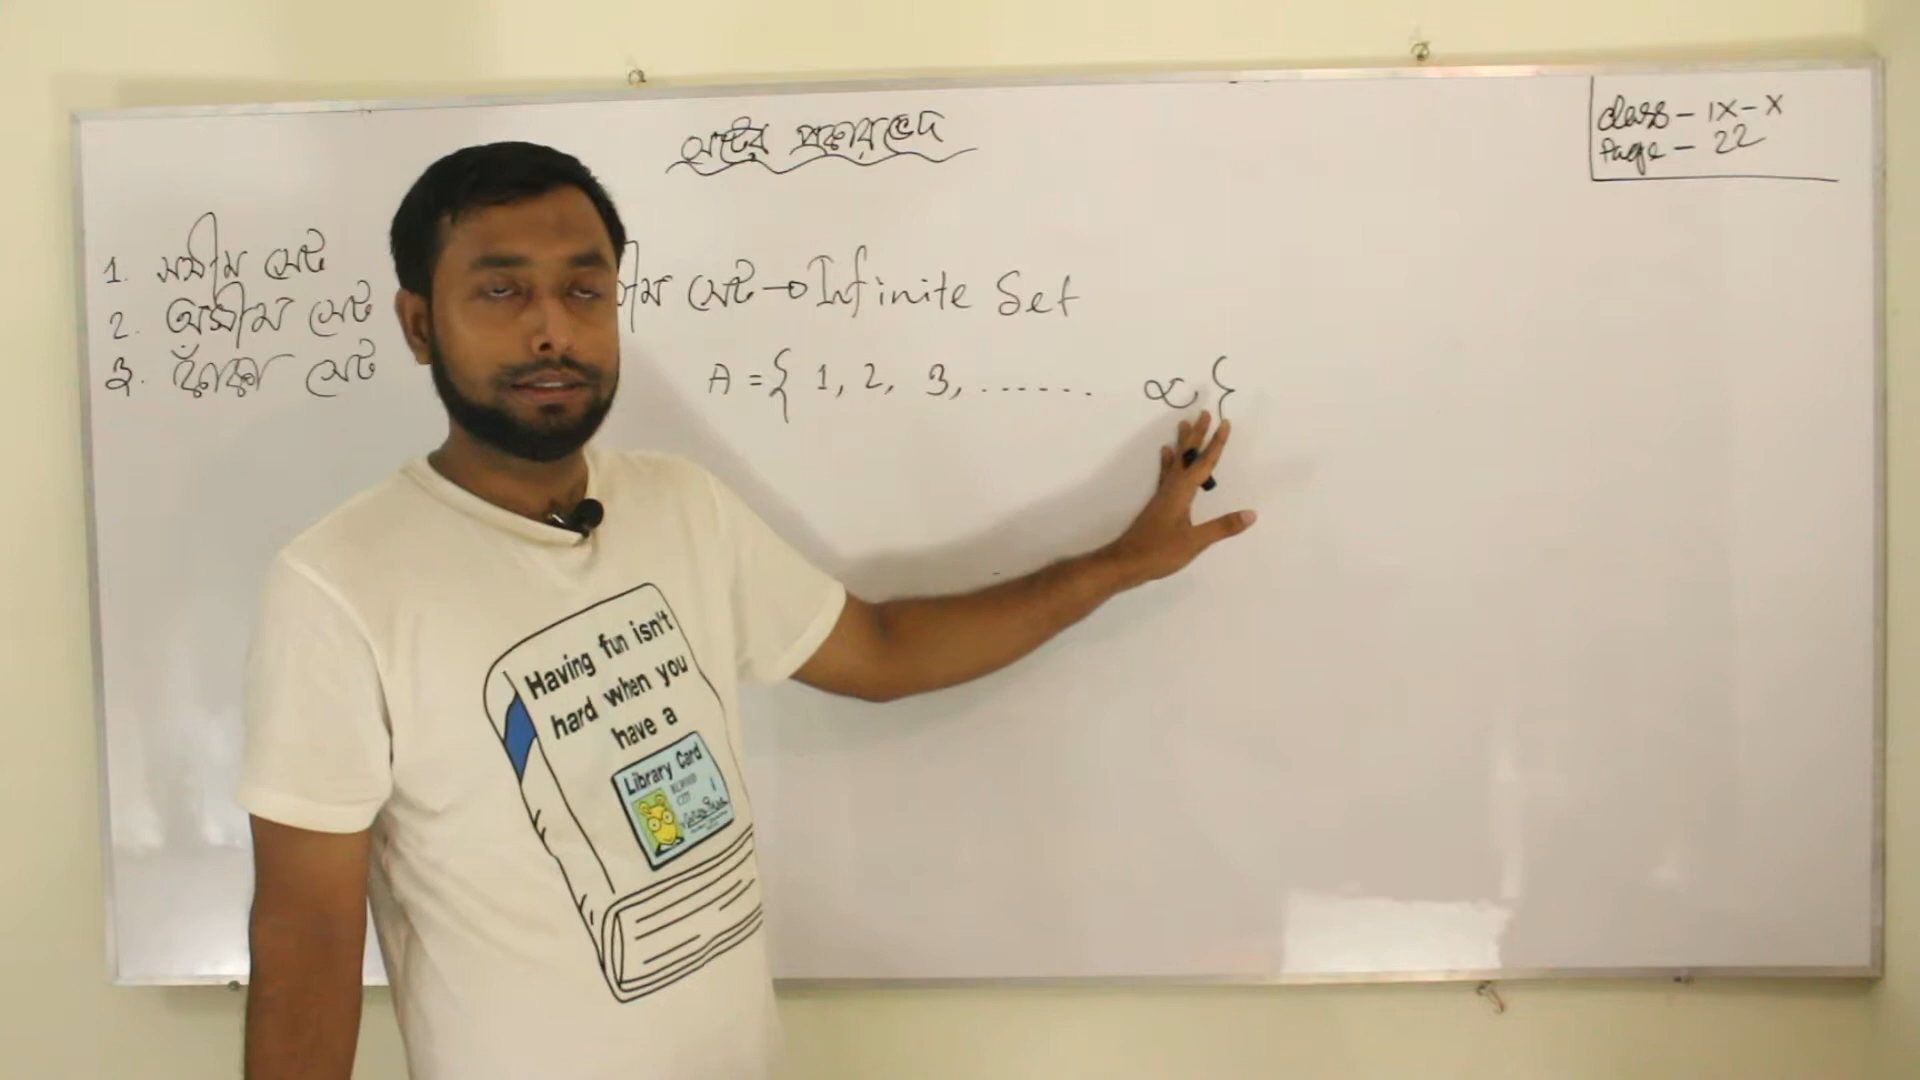 সেটের প্রকারভেদ
class - IX - X
Page - 22
1. সসীম সেট
2. অসীম সেট
3. ফাঁকা সেট
সীম সেট → Infinite Set
A = { 1, 2, 3, ...... ∝ }
Having fun isn't
hard when you
have a
Library Card